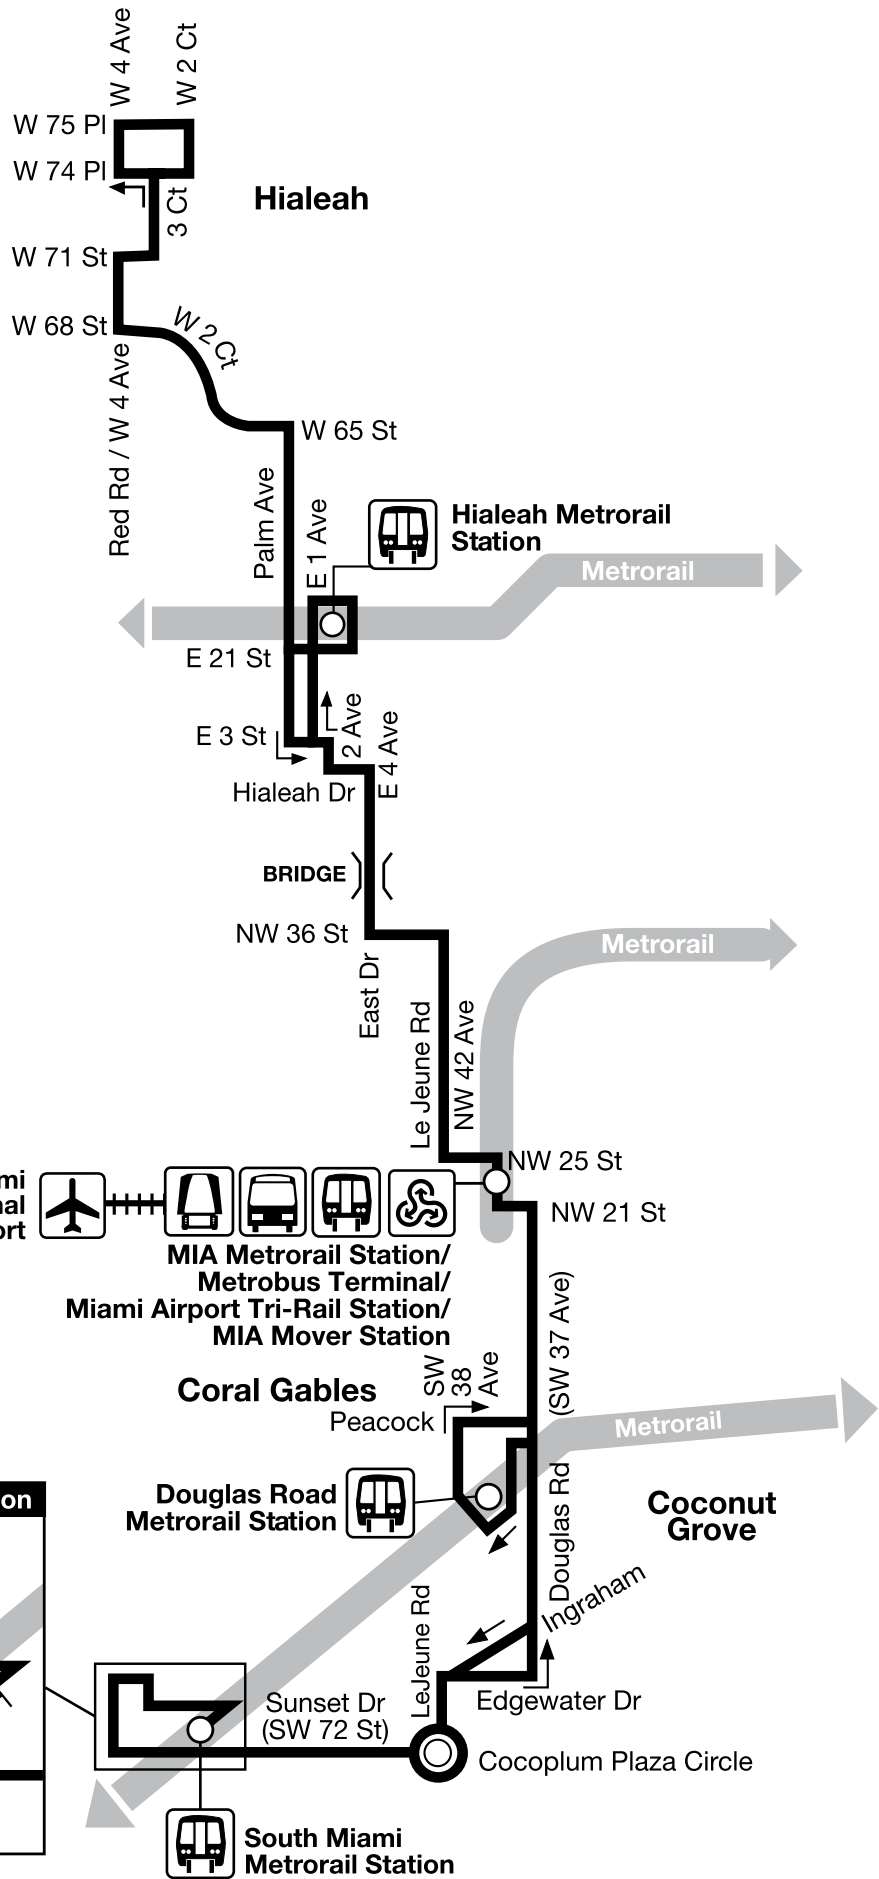 W 4 Ave
W 2 Ct
W 75 Pl
W 74 Pl
3 Ct
Hialeah
W 71 St
W 68 St
W 2 Ct
Red Rd / W 4 Ave
W 65 St
Palm Ave
E 1 Ave
Hialeah Metrorail
Station
Metrorail
E 21 St
E 3 St
2 Ave
E 4 Ave
Hialeah Dr
BRIDGE
NW 36 St
East Dr
Metrorail
Le Jeune Rd
NW 42 Ave
NW 25 St
mi
nal
ort
NW 21 St
MIA Metrorail Station/
Metrobus Terminal/
Miami Airport Tri-Rail Station/
MIA Mover Station
(SW 37 Ave)
SW
38
Ave
Coral Gables
Peacock
Metrorail
on
Douglas Road
Metrorail Station
Douglas Rd
Coconut
Grove
Ingraham
LeJeune Rd
Sunset Dr
(SW 72 St)
Edgewater Dr
Cocoplum Plaza Circle
South Miami
Metrorail Station